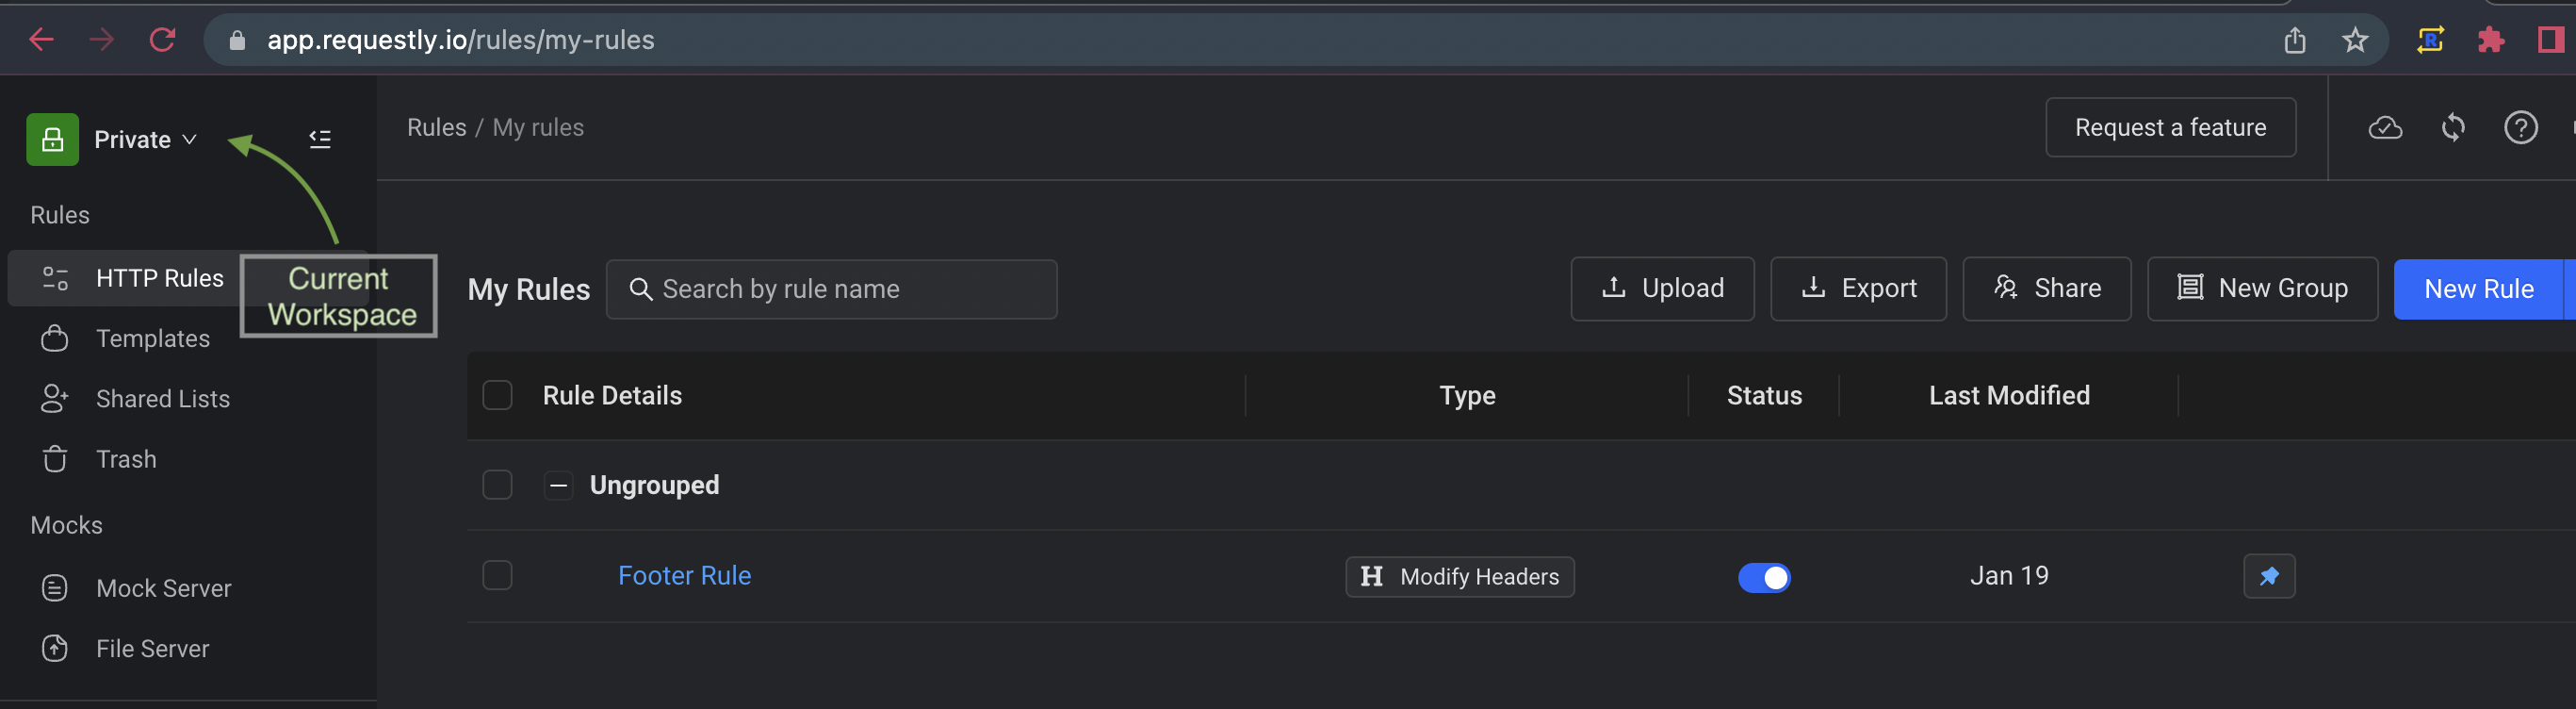 app.requestly.io/rules/my-rules
R
Private
Rules / My rules
Request a feature
Rules
HTTP Rules
Current
Workspace
Templates
Shared Lists
Trash
Mocks
Mock Server
File Server
My Rules
Search by rule name
Upload
Export
Share
New Group
New Rule
Rule Details
Type
Status
Last Modified
Ungrouped
Footer Rule
H Modify Headers
Jan 19